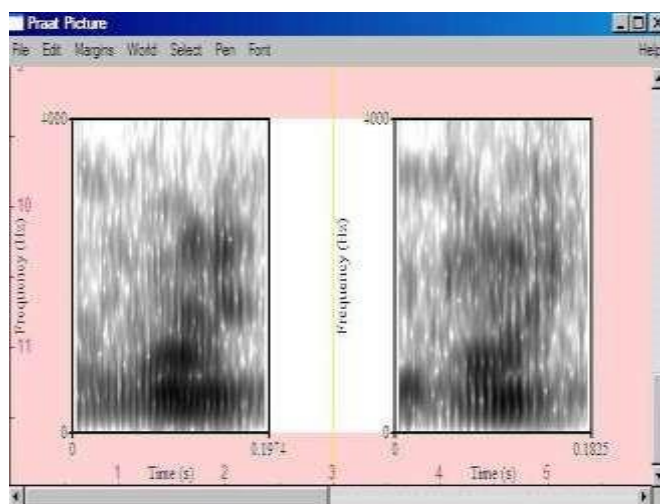 Praat Picture
File Edit Margins World Select Pen Font Help
4000
4000
10
Frequency (Hz)
Frequency (Hz)
11
0
0
0 0.1974
0 0.1825
1 Time (s) 2 3 4 Time (s) 5